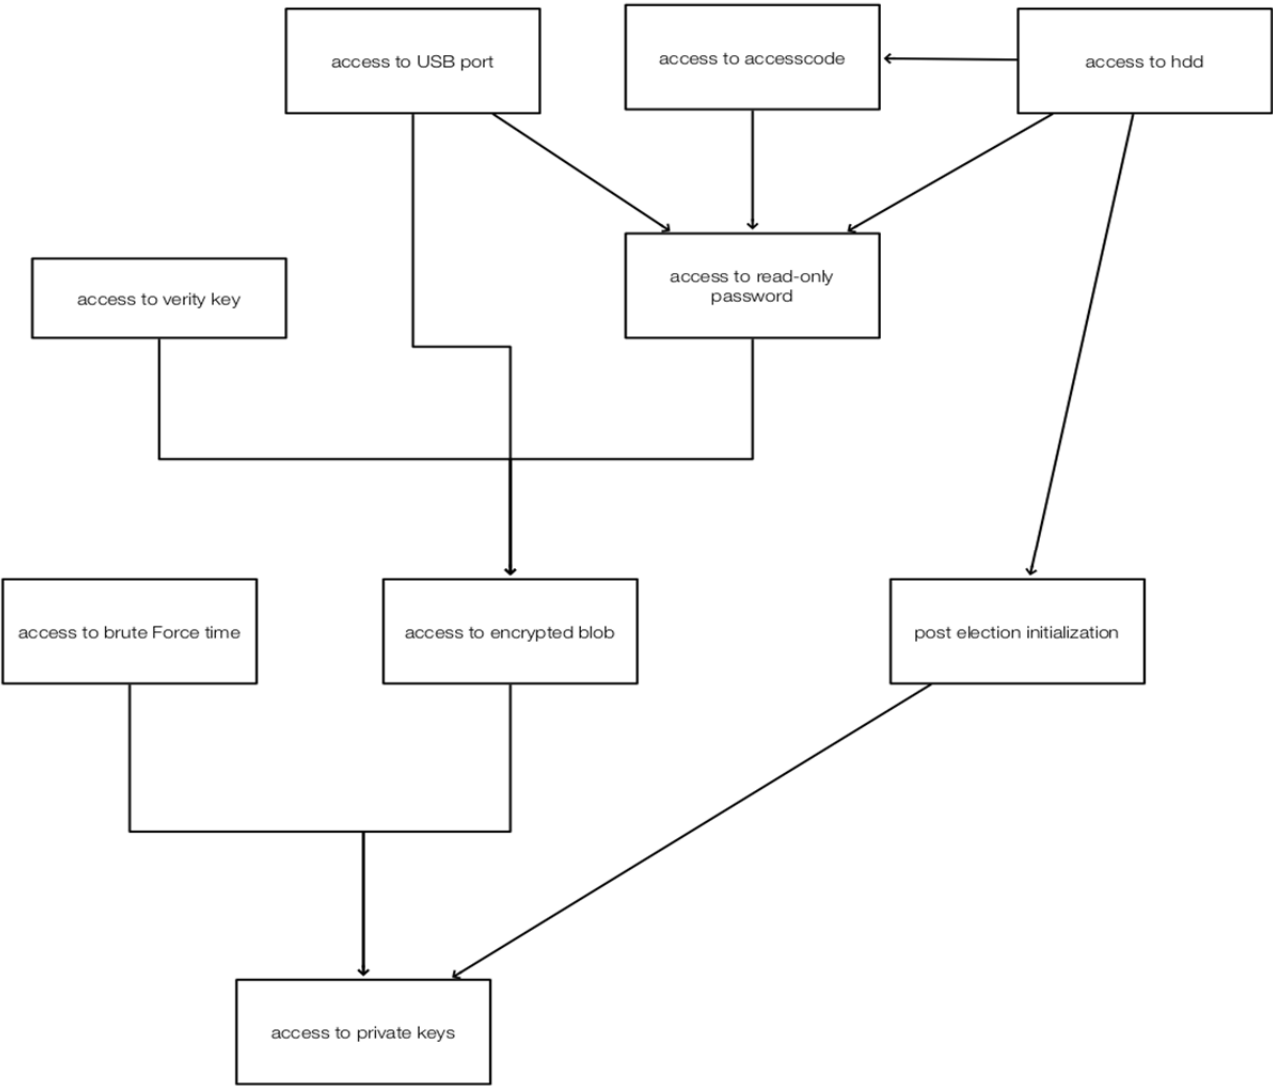 access to USB port
access to accesscode
access to hdd
access to read-only
password
access to verity key
access to brute Force time
access to encrypted blob
post election initialization
access to private keys